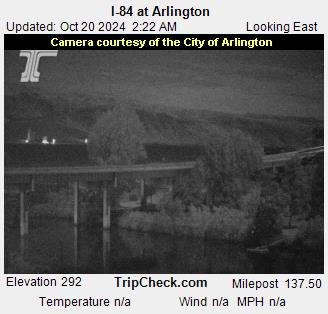 I-84 at Arlington
Updated: Oct 20 2024 2:22 AM Looking East
Camera courtesy of the City of Arlington
Elevation 292 TripCheck.com Milepost 137.50
Temperature n/a Wind n/a MPH n/a